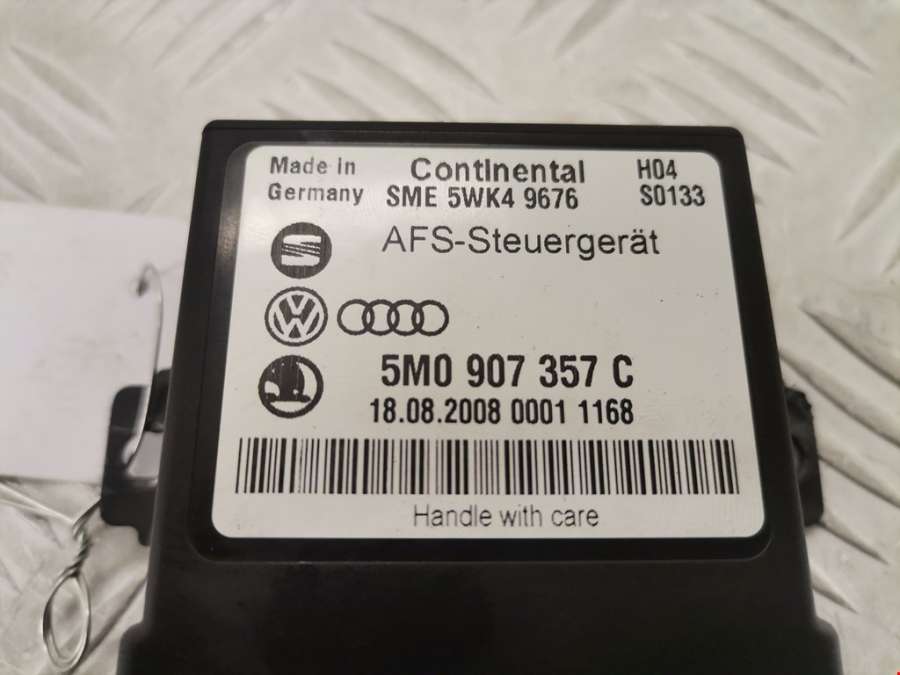 Made in Germany
Continental
SME 5WK4 9676
H04
S0133
AFS-Steuergerät
5M0 907 357 C
18.08.2008 0001 1168
Handle with care